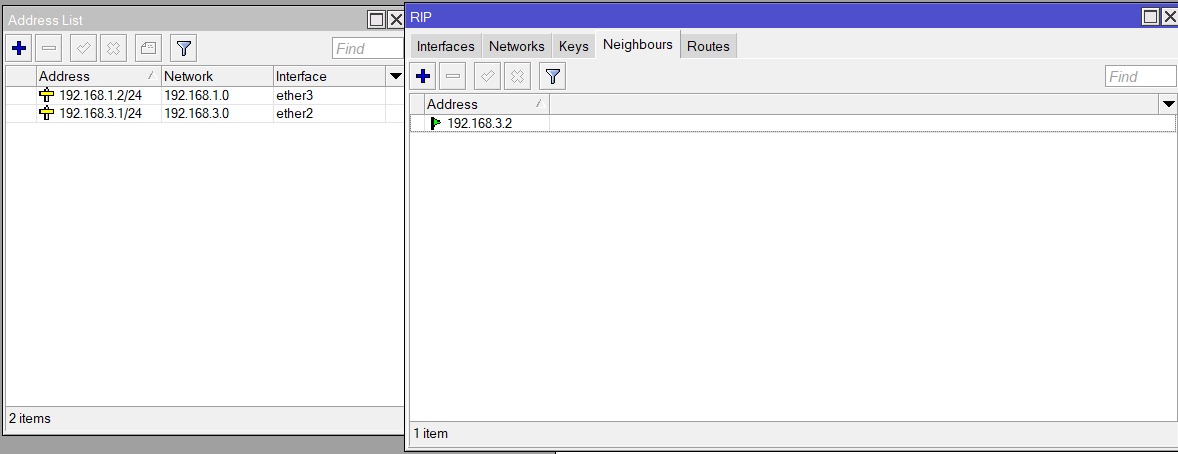 Address List
Find
Address Network Interface
192.168.1.2/24 192.168.1.0 ether3
192.168.3.1/24 192.168.3.0 ether2
2 items
RIP
Interfaces Networks Keys Neighbours Routes
Find
Address
192.168.3.2
1 item